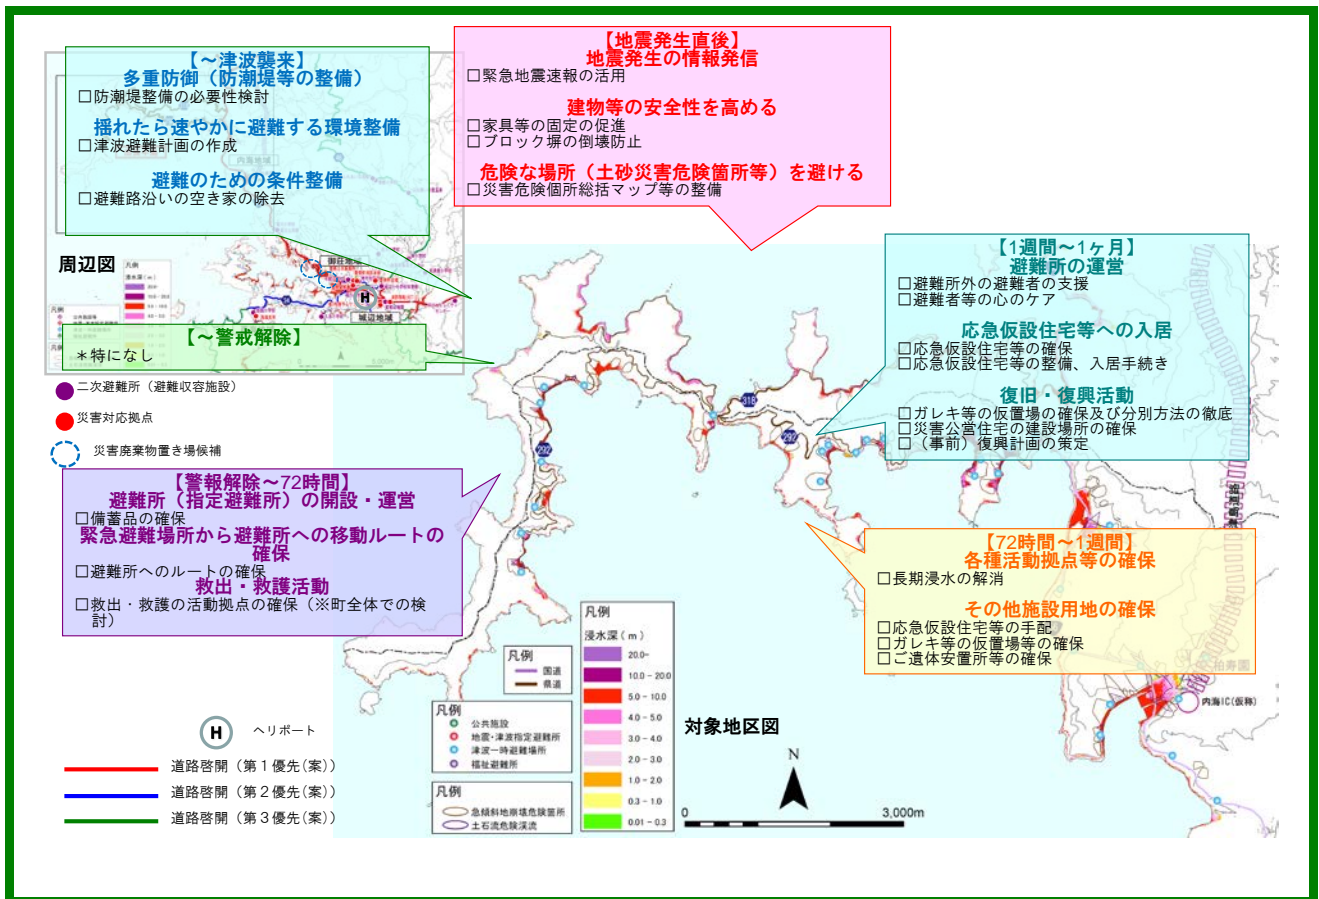 【～津波襲来】
多重防御（防潮堤等の整備）
□防潮堤整備の必要性検討
揺れたら速やかに避難する環境整備
□津波避難計画の作成
避難のための条件整備
□避難路沿いの空き家の除去
【地震発生直後】
地震発生の情報発信
□緊急地震速報の活用
建物等の安全性を高める
□家具等の固定の促進
□ブロック塀の倒壊防止
危険な場所（土砂災害危険箇所等）を避ける
□災害危険個所総括マップ等の整備
周辺図
凡例
浸水深（m）
御荘地域
城辺地域
内海地域
H
【～警戒解除】
＊特になし
二次避難所（避難収容施設）
災害対応拠点
災害廃棄物置き場候補
【1週間～1ヶ月】
避難所の運営
□避難所外の避難者の支援
□避難者等の心のケア
応急仮設住宅等への入居
□応急仮設住宅等の確保
□応急仮設住宅等の整備、入居手続き
復旧・復興活動
□ガレキ等の仮置場の確保及び分別方法の徹底
□災害公営住宅の建設場所の確保
□（事前）復興計画の策定
318
292
292
【警報解除～72時間】
避難所（指定避難所）の開設・運営
□備蓄品の確保
緊急避難場所から避難所への移動ルートの
確保
□避難所へのルートの確保
救出・救護活動
□救出・救護の活動拠点の確保（※町全体での検
討）
津島道路
【72時間～1週間】
各種活動拠点等の確保
□長期浸水の解消
その他施設用地の確保
□応急仮設住宅等の手配
□ガレキ等の仮置場等の確保
□ご遺体安置所等の確保
柏寿園
内海IC(仮称)
凡例
国道
県道
凡例
公共施設
地震・津波指定避難所
津波一時避難場所
福祉避難所
凡例
急傾斜地崩壊危険箇所
土石流危険渓流
凡例
浸水深(m)
20.0-
10.0 - 20.0
5.0 - 10.0
4.0 - 5.0
3.0 - 4.0
2.0 - 3.0
1.0 - 2.0
0.3 - 1.0
0.01 - 0.3
対象地区図
N
0
3,000m
H
ヘリポート
道路啓開（第１優先(案)）
道路啓開（第２優先(案)）
道路啓開（第３優先(案)）